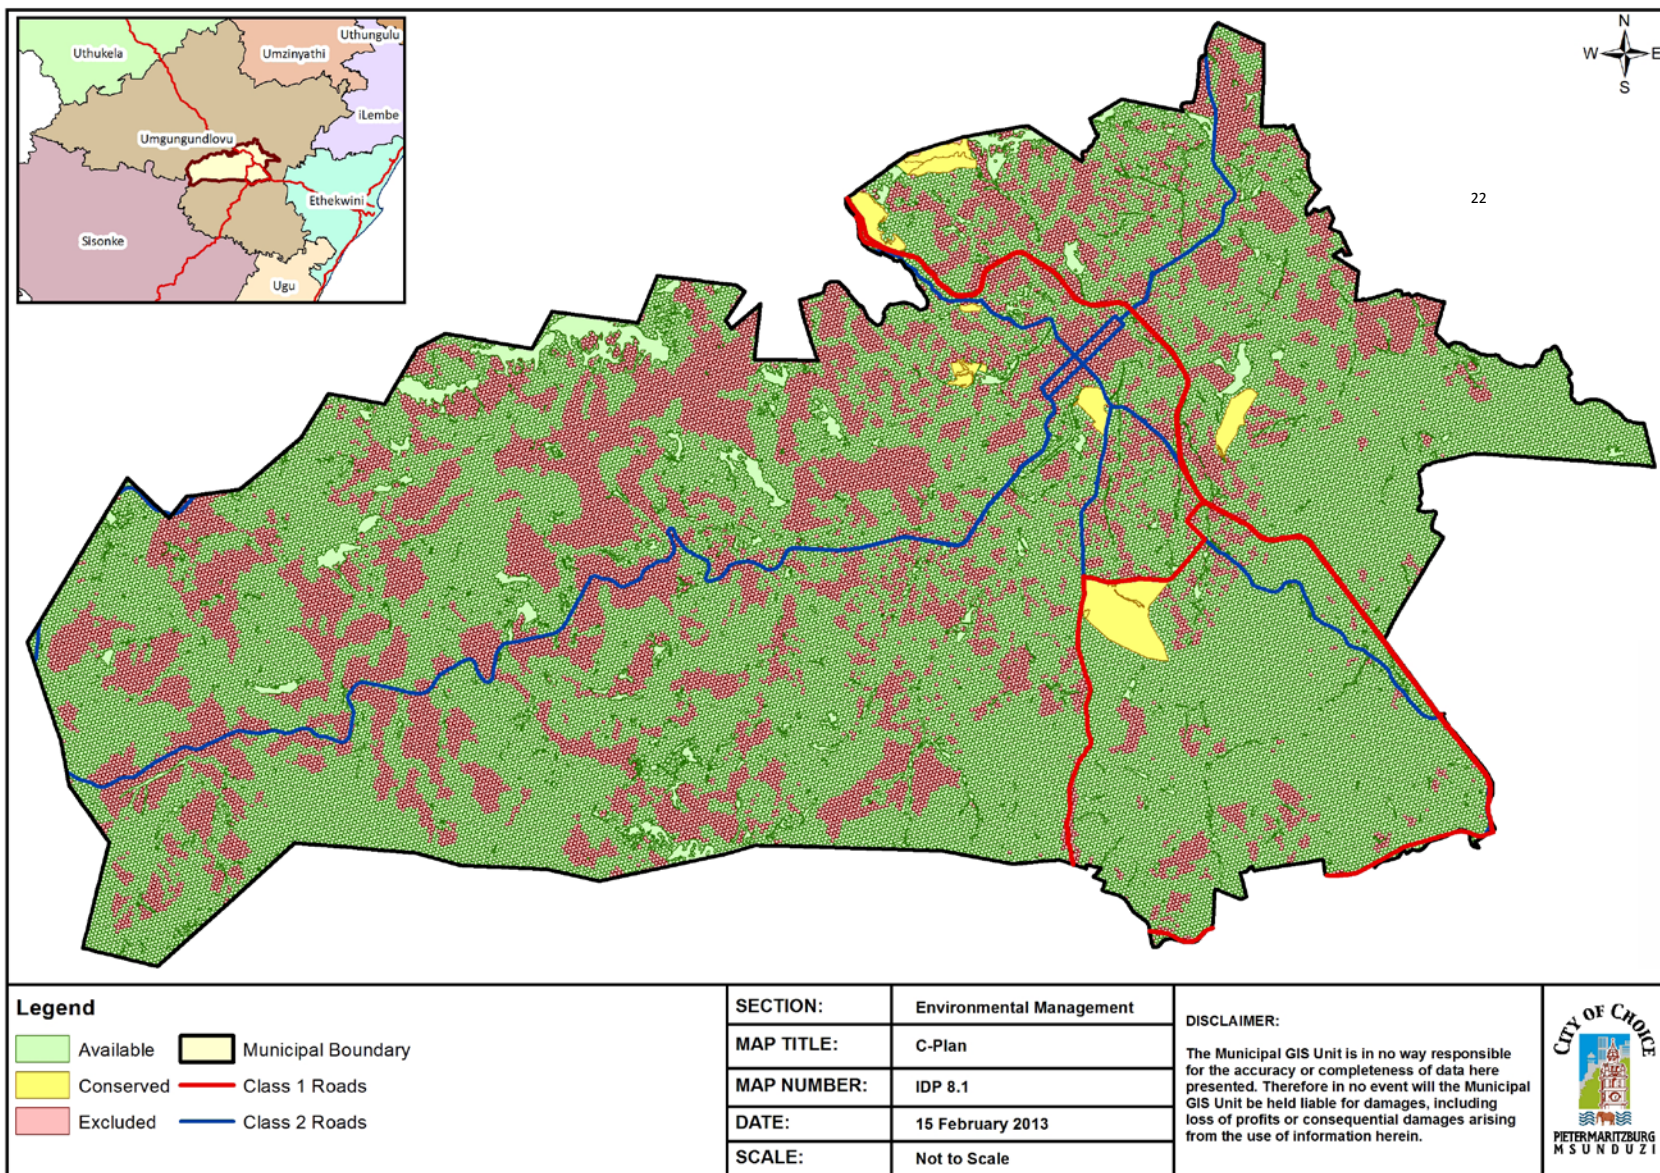 Uthukela
Umzinyathi
Uthungulu
iLembe
Umgungundlovu
Ethekwini
Sisonke
Ugu
N
W E
S
22
Legend
Available
Municipal Boundary
Conserved
Class 1 Roads
Excluded
Class 2 Roads
SECTION: Environmental Management
MAP TITLE: C-Plan
MAP NUMBER: IDP 8.1
DATE: 15 February 2013
SCALE: Not to Scale
DISCLAIMER:
The Municipal GIS Unit is in no way responsible
for the accuracy or completeness of data here
presented. Therefore in no event will the Municipal
GIS Unit be held liable for damages, including
loss of profits or consequential damages arising
from the use of information herein.
CITY OF CHOICE
PIETERMARITZBURG
MSUNDUZI